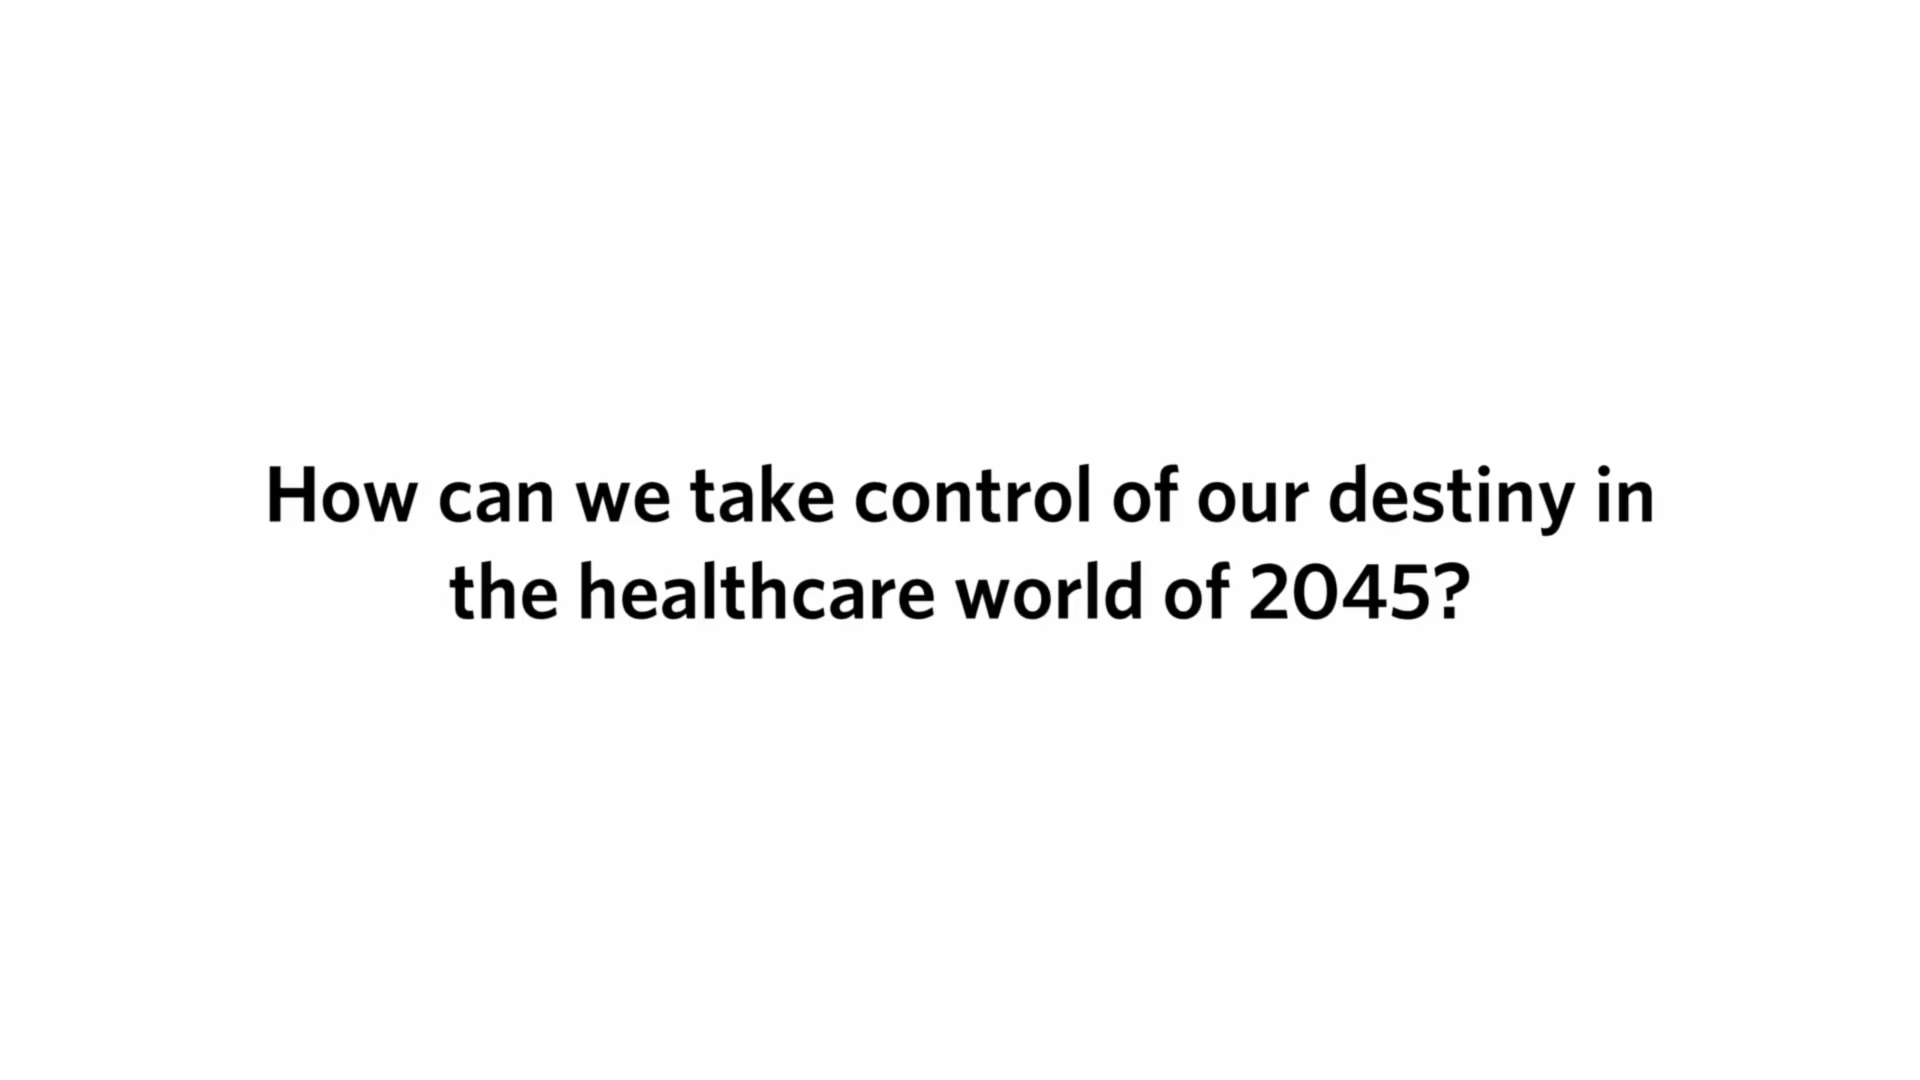 How can we take control of our destiny in
the healthcare world of 2045?